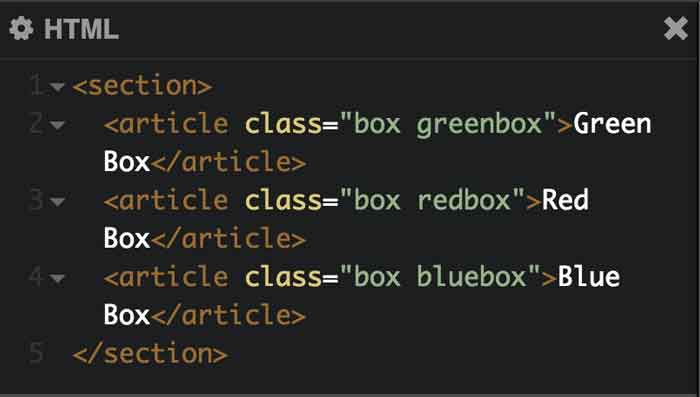 HTML
1 <section>
2 <article class="box greenbox">Green
Box</article>
3 <article class="box redbox">Red
Box</article>
4 <article class="box bluebox">Blue
Box</article>
5 </section>